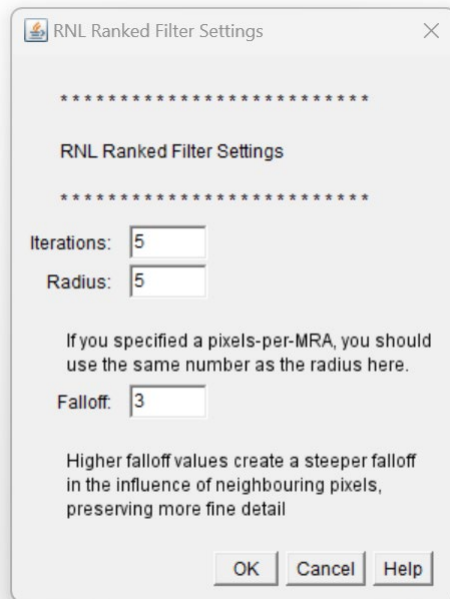 RNL Ranked Filter Settings
* * * * * * * * * * * * * * * * * * * * * * * * * *
RNL Ranked Filter Settings
* * * * * * * * * * * * * * * * * * * * * * * * * *
Iterations: 5
Radius: 5
If you specified a pixels-per-MRA, you should
use the same number as the radius here.
Falloff: 3
Higher falloff values create a steeper falloff
in the influence of neighbouring pixels,
preserving more fine detail
OK Cancel Help